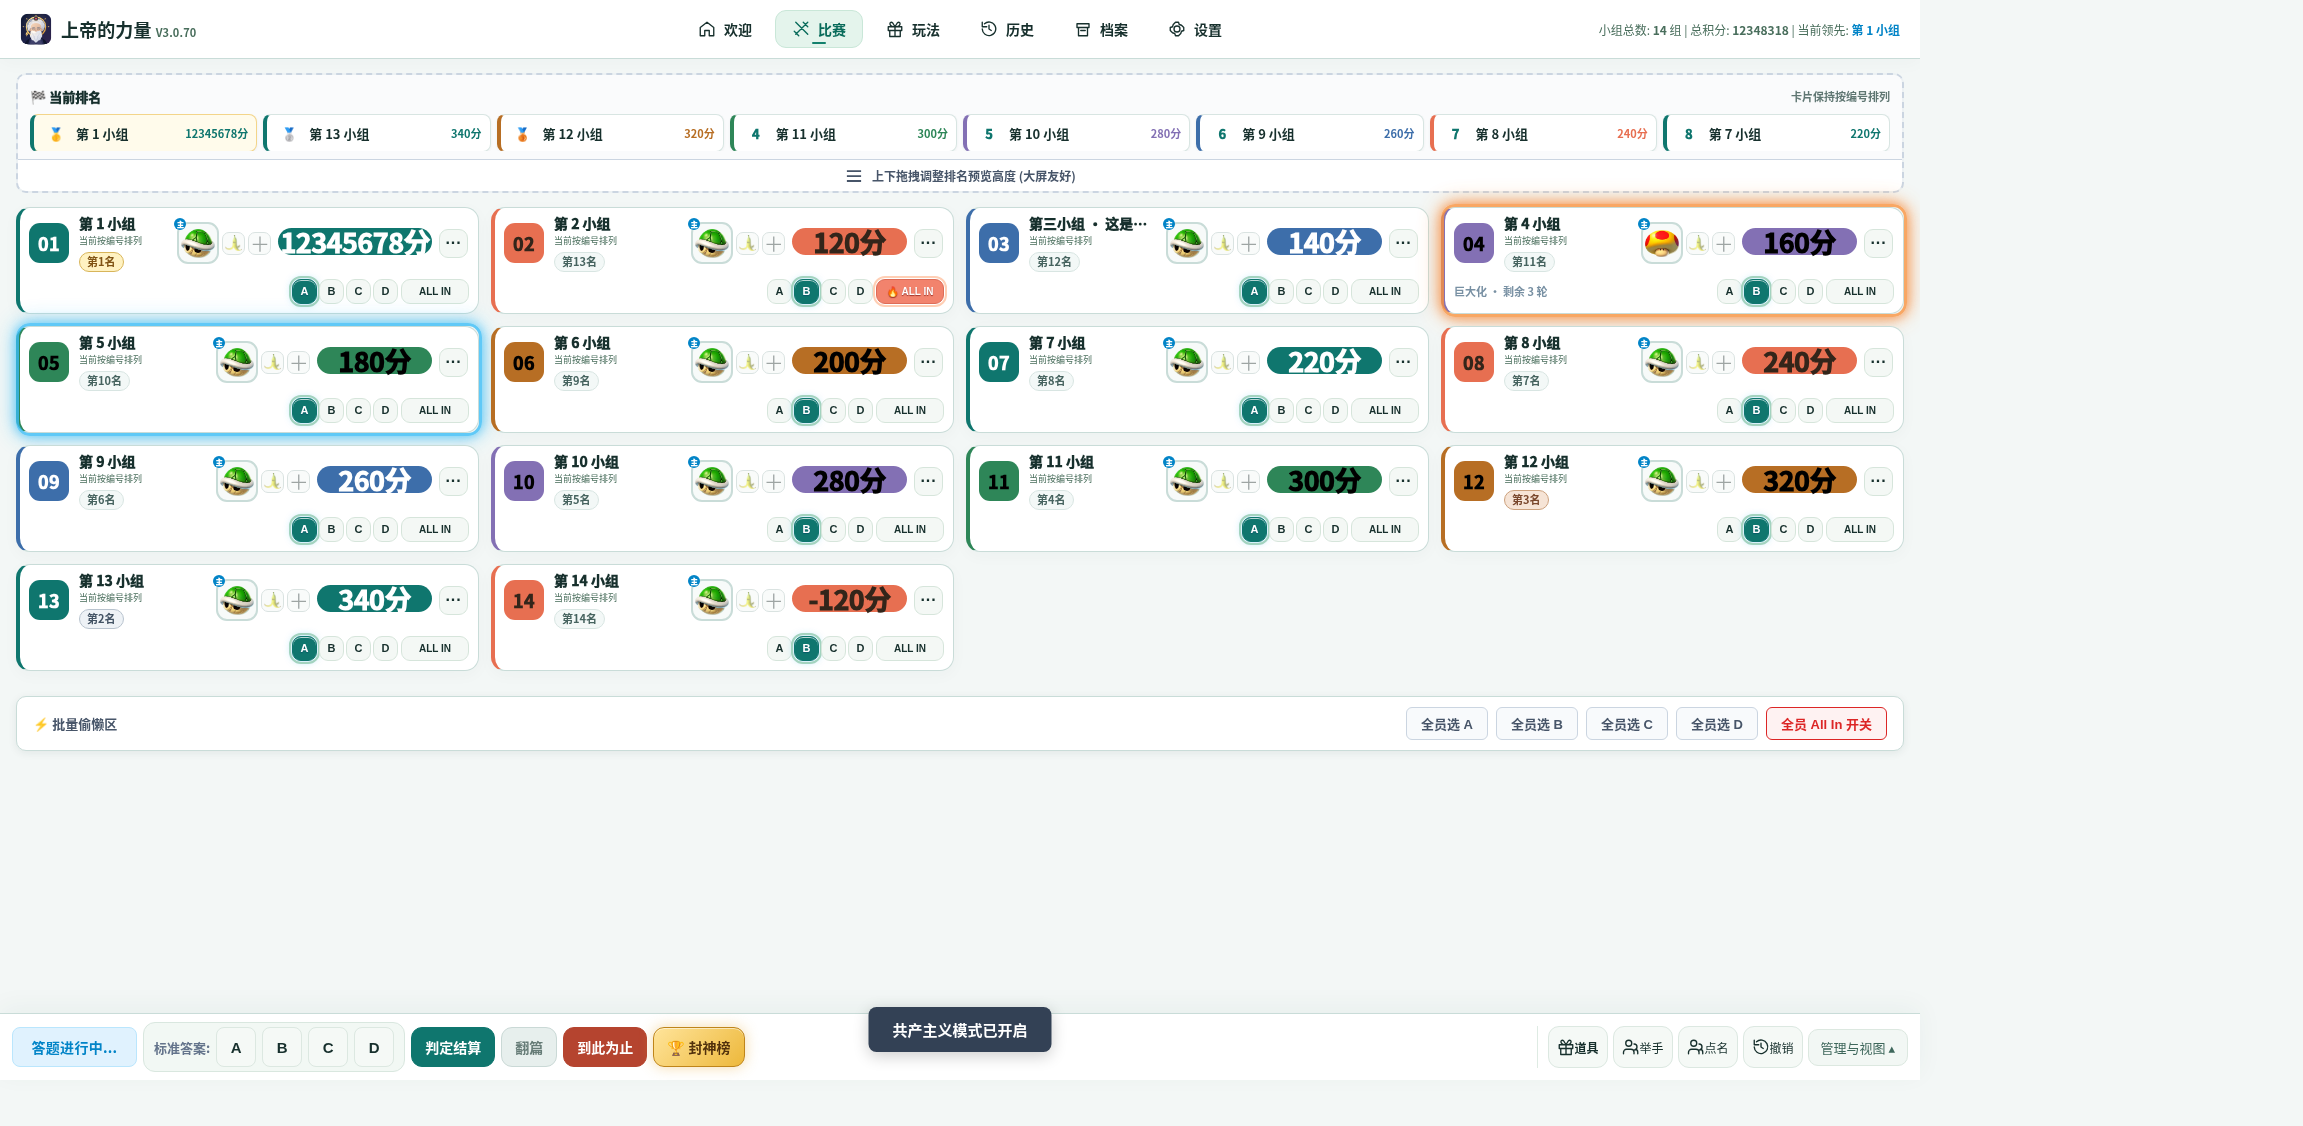 上帝的力量 V3.0.70
欢迎 比赛 玩法 历史 档案 设置
小组总数: 14 组 | 总积分: 12348318 | 当前领先: 第 1 小组
当前排名
卡片保持按编号排列
第 1 小组 12345678分
第 13 小组 340分
第 12 小组 320分
4 第 11 小组 300分
5 第 10 小组 280分
6 第 9 小组 260分
7 第 8 小组 240分
8 第 7 小组 220分
上下拖拽调整排名预览高度 (大屏友好)
01 第 1 小组 当前按编号排列 第1名 主 12345678分 ···
A B C D ALL IN
02 第 2 小组 当前按编号排列 第13名 主 120分 ···
A B C D ALL IN
03 第三小组 · 这是··· 当前按编号排列 第12名 主 140分 ···
A B C D ALL IN
04 第 4 小组 当前按编号排列 第11名 主 160分 ···
巨大化 · 剩余 3 轮 A B C D ALL IN
05 第 5 小组 当前按编号排列 第10名 主 180分 ···
A B C D ALL IN
06 第 6 小组 当前按编号排列 第9名 主 200分 ···
A B C D ALL IN
07 第 7 小组 当前按编号排列 第8名 主 220分 ···
A B C D ALL IN
08 第 8 小组 当前按编号排列 第7名 主 240分 ···
A B C D ALL IN
09 第 9 小组 当前按编号排列 第6名 主 260分 ···
A B C D ALL IN
10 第 10 小组 当前按编号排列 第5名 主 280分 ···
A B C D ALL IN
11 第 11 小组 当前按编号排列 第4名 主 300分 ···
A B C D ALL IN
12 第 12 小组 当前按编号排列 第3名 主 320分 ···
A B C D ALL IN
13 第 13 小组 当前按编号排列 第2名 主 340分 ···
A B C D ALL IN
14 第 14 小组 当前按编号排列 第14名 主 -120分 ···
A B C D ALL IN
批量偷懒区
全员选 A 全员选 B 全员选 C 全员选 D 全员 All In 开关
共产主义模式已开启
答题进行中... 标准答案: A B C D 判定结算 翻篇 到此为止 封神榜
道具 举手 点名 撤销 管理与视图 ▴